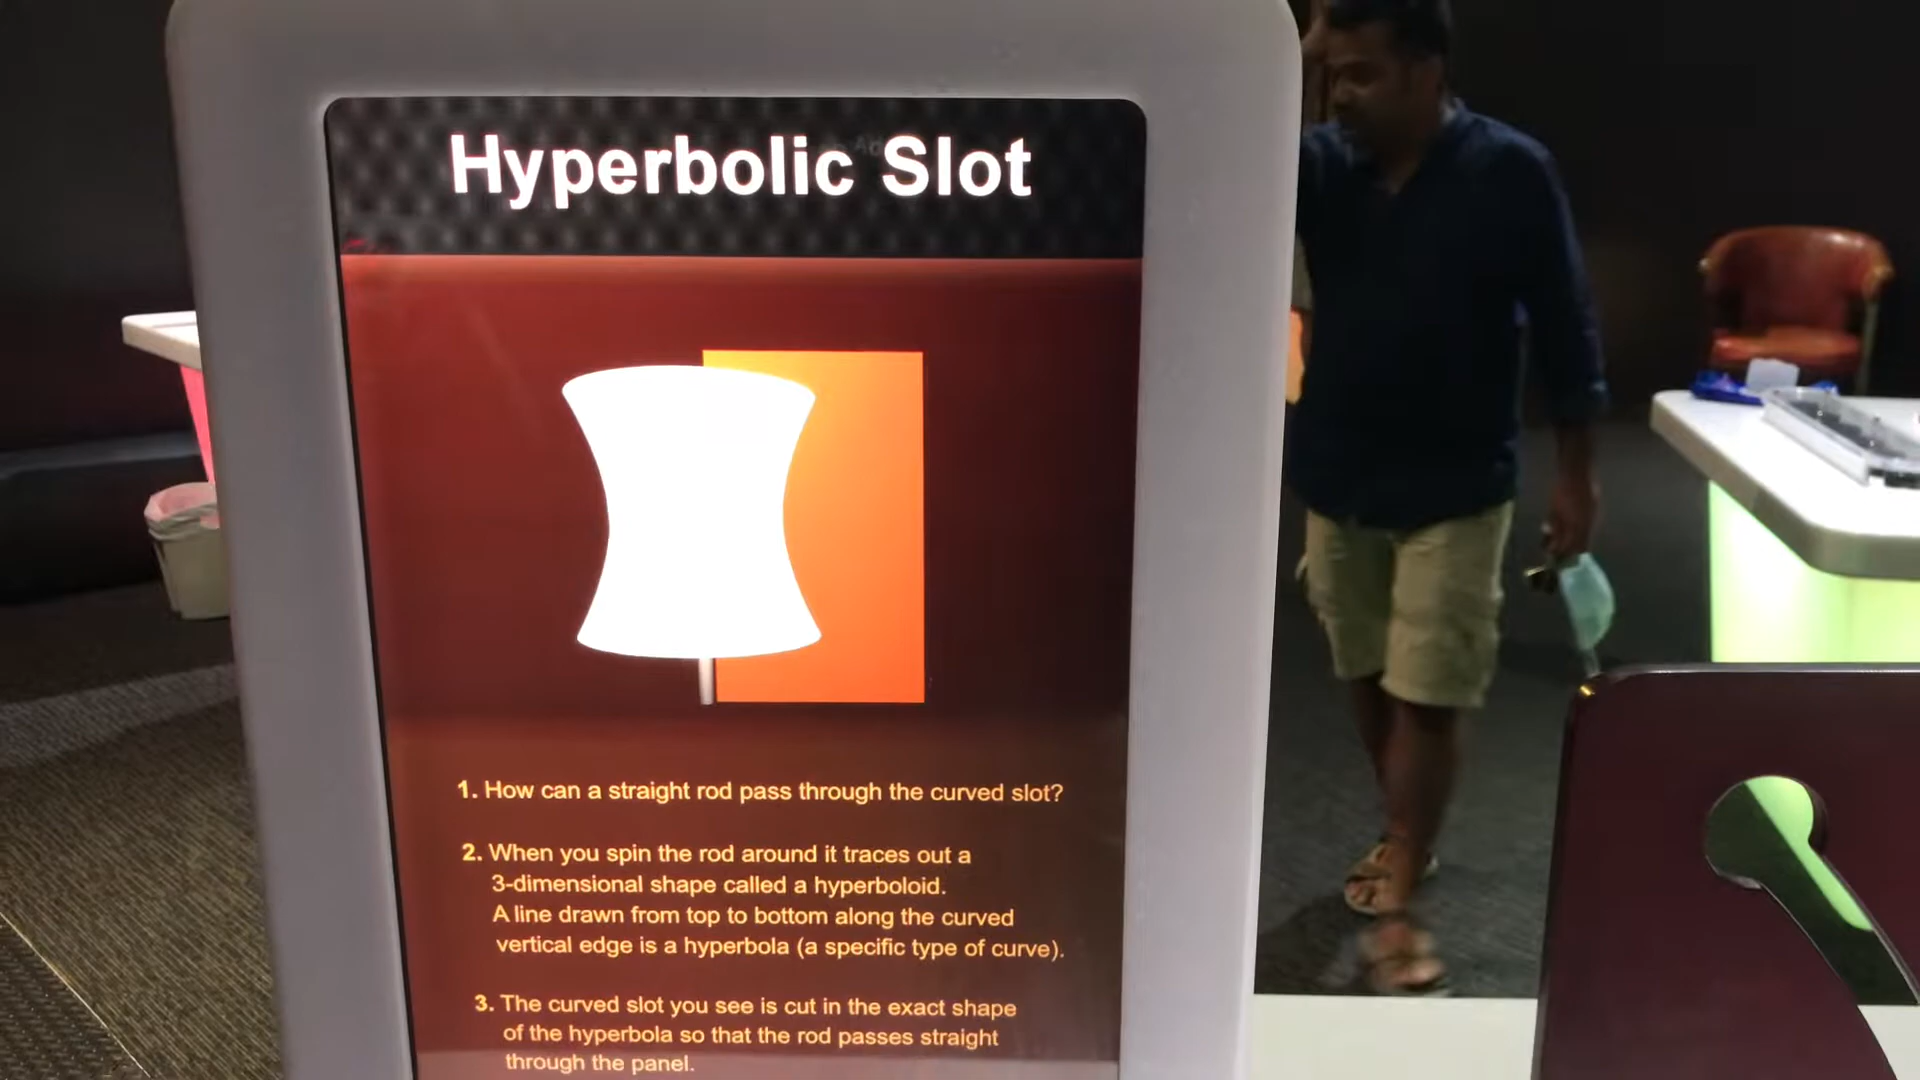 Hyperbolic Slot
1. How can a straight rod pass through the curved slot?
2. When you spin the rod around it traces out a
3-dimensional shape called a hyperboloid.
A line drawn from top to bottom along the curved
vertical edge is a hyperbola (a specific type of curve).
3. The curved slot you see is cut in the exact shape
of the hyperbola so that the rod passes straight
through the panel.